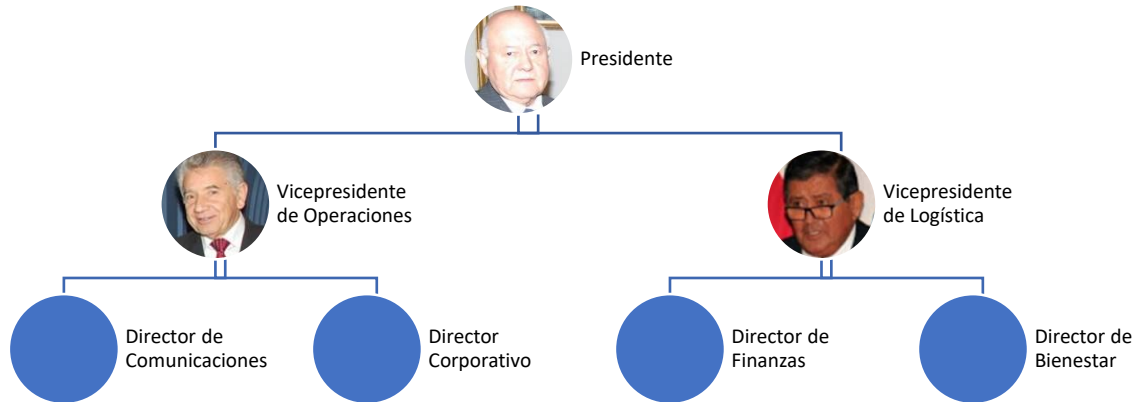 Presidente
Vicepresidente
de Operaciones
Vicepresidente
de Logística
Director de
Comunicaciones
Director
Corporativo
Director de
Finanzas
Director de
Bienestar